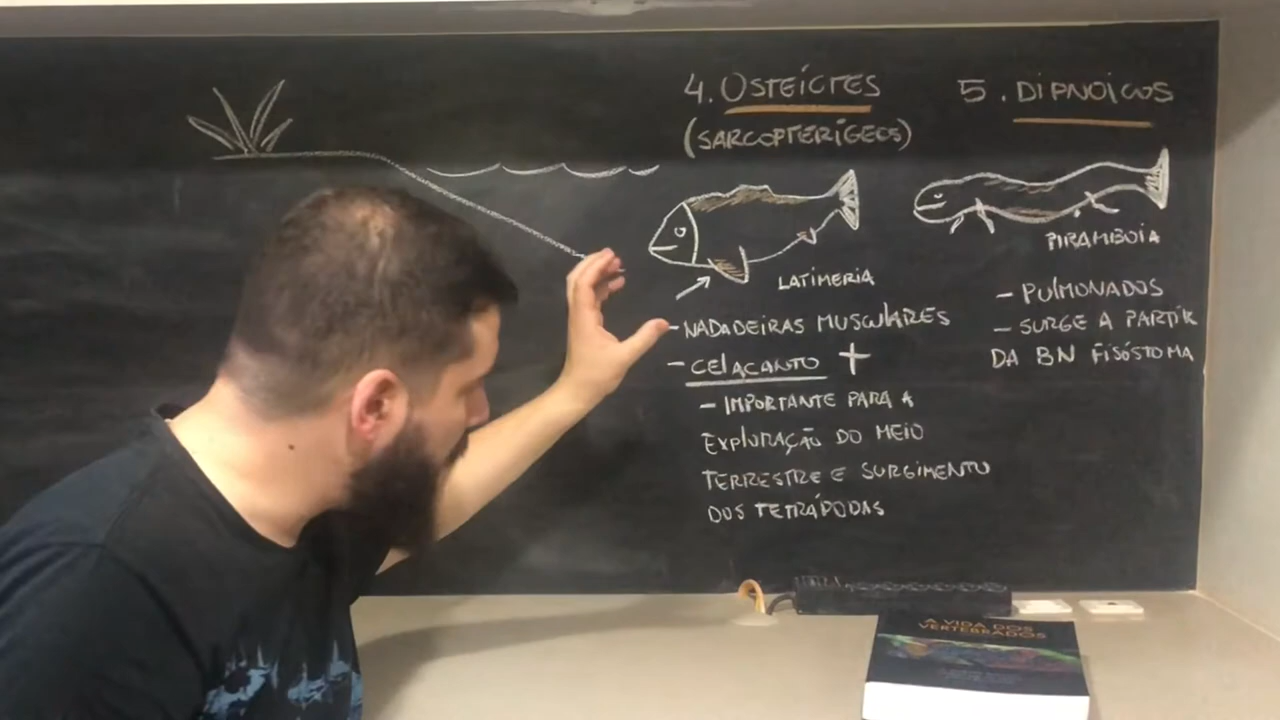 4. OSTEÍCTES
(SARCOPTERÍGEOS)
LATIMERIA
- NADADEIRAS MUSCULARES
- CELACANTO
- IMPORTANTE PARA A
EXPLORAÇÃO DO MEIO
TERRESTRE E SURGIMENTO
DOS TETRÁPODAS
5. DIPNOICOS
PIRAMBOIA
- PULMONADOS
- SURGE A PARTIR
DA BN FISÓSTOMA
A VIDA DOS
VERTEBRADOS